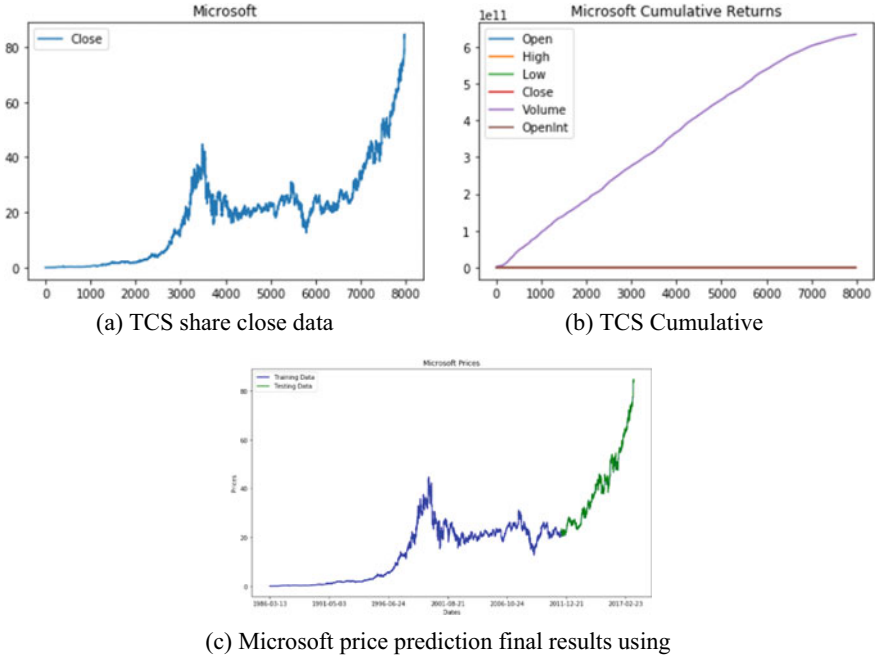 Microsoft
Close
80
60
40
20
0
0 1000 2000 3000 4000 5000 6000 7000 8000
(a) TCS share close data
Microsoft Cumulative Returns
1e11
Open
High
Low
Close
Volume
OpenInt
6
5
4
3
2
1
0
0 1000 2000 3000 4000 5000 6000 7000 8000
(b) TCS Cumulative
Microsoft Prices
Training Data
Testing Data
Prices
80
60
40
20
0
1986-03-13 1991-05-03 1996-06-24 2001-08-21 2006-10-24 2011-12-21 2017-02-23
Dates
(c) Microsoft price prediction final results using